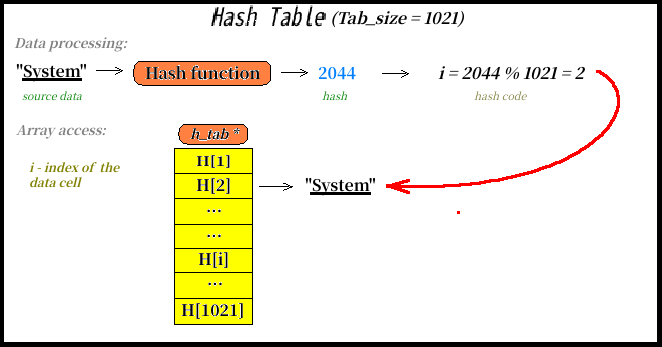 Hash Table (Tab_size = 1021)
Data processing:
"System" Hash function 2044 i = 2044 % 1021 = 2
source data hash hash code
Array access:
h_tab *
i - index of the
data cell
H[1]
H[2] "System"
...
...
H[i]
...
H[1021]